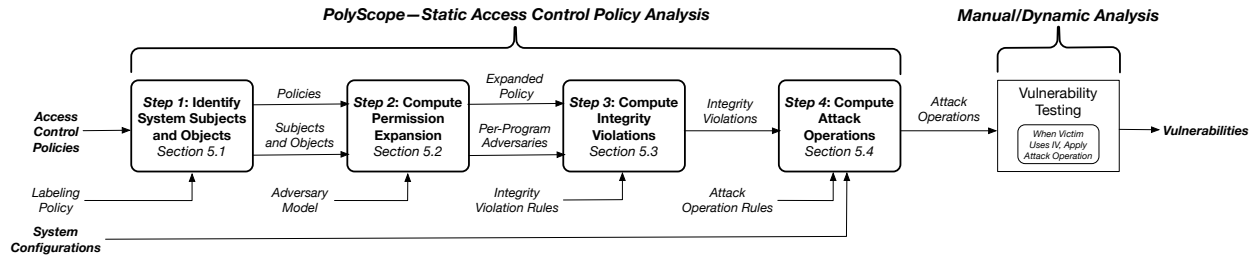 PolyScope—Static Access Control Policy Analysis
Manual/Dynamic Analysis
Access
Control
Policies
Step 1: Identify
System Subjects
and Objects
Section 5.1
Labeling
Policy
Policies
Subjects
and Objects
Step 2: Compute
Permission
Expansion
Section 5.2
Adversary
Model
Expanded
Policy
Per-Program
Adversaries
Step 3: Compute
Integrity
Violations
Section 5.3
Integrity
Violation Rules
Integrity
Violations
Step 4: Compute
Attack
Operations
Section 5.4
Attack
Operation Rules
Attack
Operations
Vulnerability
Testing
When Victim
Uses IV, Apply
Attack Operation
Vulnerabilities
System
Configurations